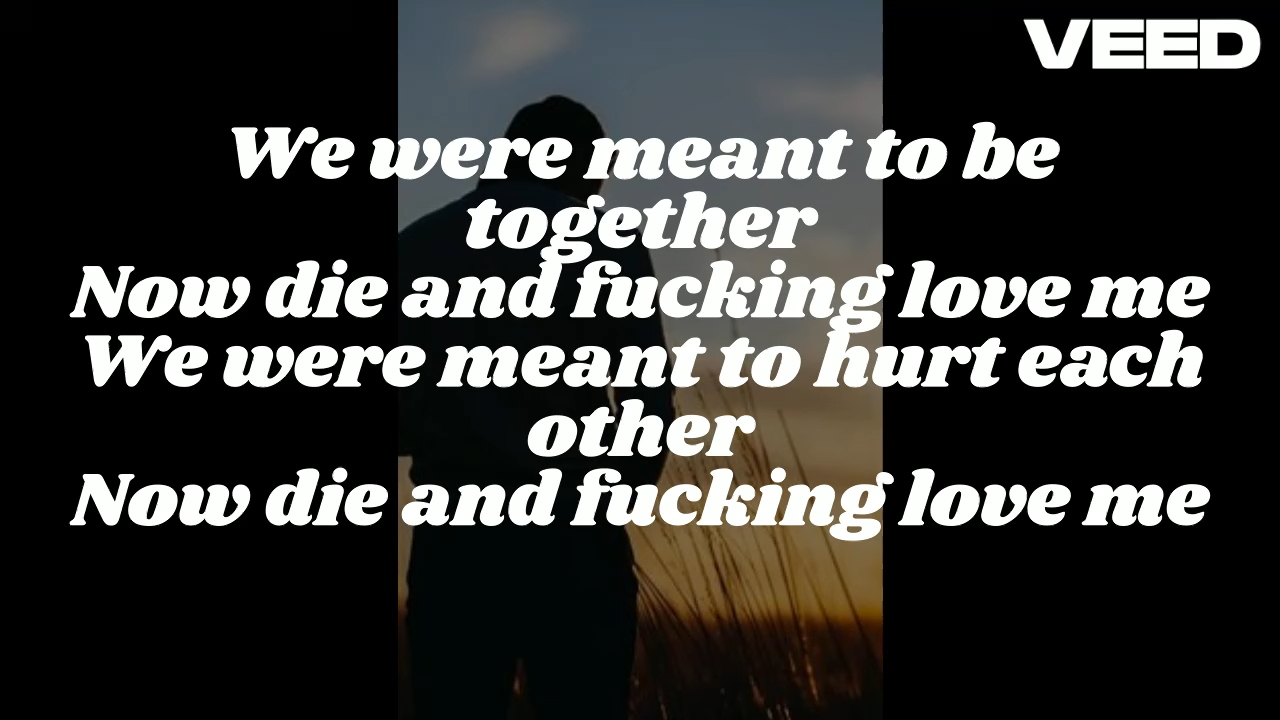 VEED
We were meant to be
together
Now die and fucking love me
We were meant to hurt each
other
Now die and fucking love me